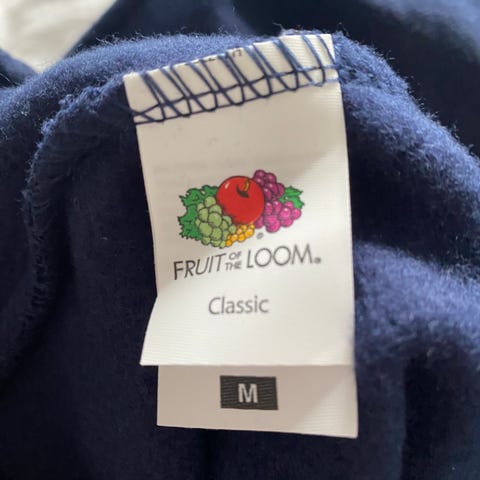 FRUIT OF THE LOOM®
Classic
M